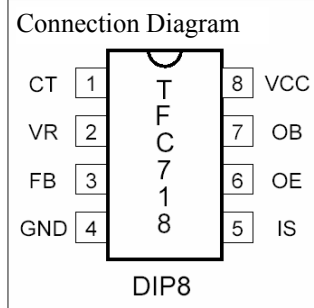 Connection Diagram
CT 1 8 VCC
VR 2 7 OB
FB 3 6 OE
GND 4 5 IS
TFC718
DIP8